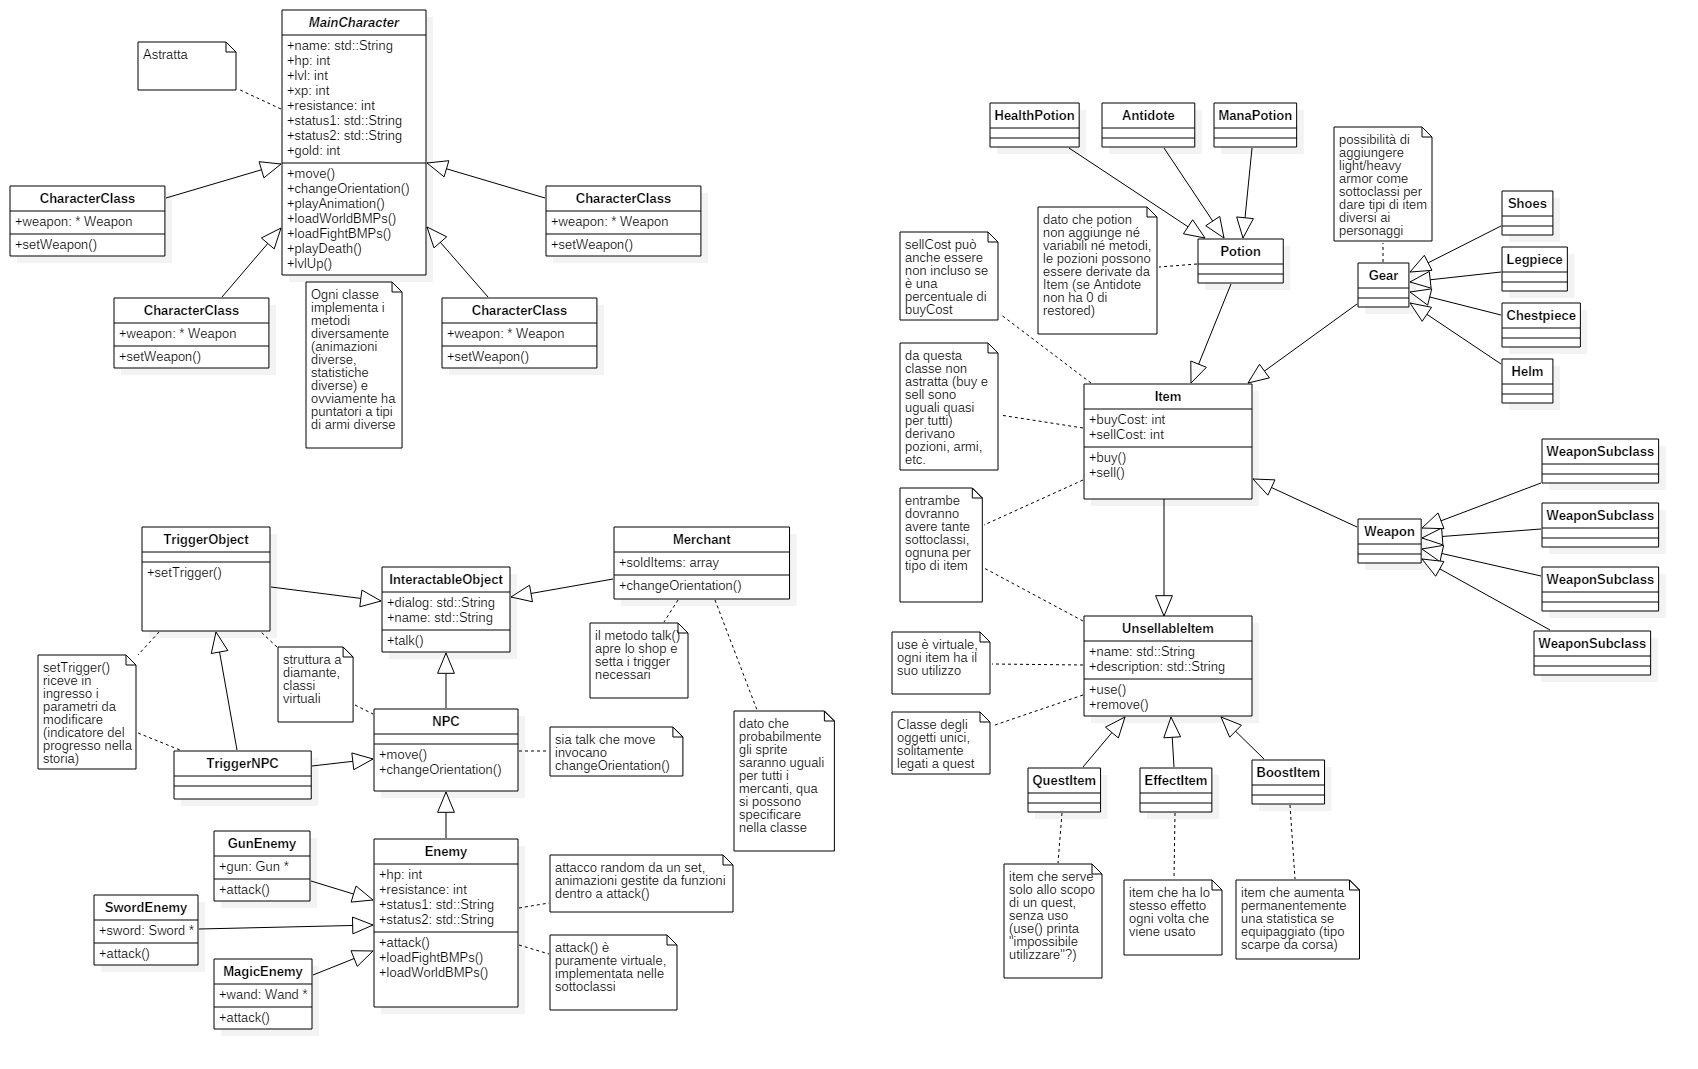 MainCharacter
+name: std::String
+hp: int
+lvl: int
+xp: int
+resistance: int
+status1: std::String
+status2: std::String
+gold: int
+move()
+changeOrientation()
+playAnimation()
+loadWorldBMPs()
+loadFightBMPs()
+playDeath()
+lvlUp()
Astratta
CharacterClass
+weapon: * Weapon
+setWeapon()
CharacterClass
+weapon: * Weapon
+setWeapon()
CharacterClass
+weapon: * Weapon
+setWeapon()
CharacterClass
+weapon: * Weapon
+setWeapon()
Ogni classe
implementa i
metodi
diversamente
(animazioni
diverse,
statistiche
diverse) e
ovviamente ha
puntatori a tipi
di armi diverse
TriggerObject
+setTrigger()
InteractableObject
+dialog: std::String
+name: std::String
+talk()
Merchant
+soldItems: array
+changeOrientation()
setTrigger()
riceve in
ingresso i
parametri da
modificare
(indicatore del
progresso nella
storia)
struttura a
diamante,
classi
virtuali
il metodo talk()
apre lo shop e
setta i trigger
necessari
TriggerNPC
NPC
+move()
+changeOrientation()
sia talk che move
invocano
changeOrientation()
dato che
probabilmente
gli sprite
saranno uguali
per tutti i
mercanti, qua
si possono
specificare
nella classe
GunEnemy
+gun: Gun *
+attack()
SwordEnemy
+sword: Sword *
+attack()
MagicEnemy
+wand: Wand *
+attack()
Enemy
+hp: int
+resistance: int
+status1: std::String
+status2: std::String
+attack()
+loadFightBMPs()
+loadWorldBMPs()
attacco random da un set,
animazioni gestite da funzioni
dentro a attack()
attack() è
puramente virtuale,
implementata nelle
sottoclassi
HealthPotion
Antidote
ManaPotion
possibilità di
aggiungere
light/heavy
armor come
sottoclassi per
dare tipi di item
diversi ai
personaggi
sellCost può
anche essere
non incluso se
è una
percentuale di
buyCost
dato che potion
non aggiunge né
variabili né metodi,
le pozioni possono
essere derivate da
Item (se Antidote
non ha 0 di
restored)
Potion
Gear
Shoes
Legpiece
Chestpiece
Helm
da questa
classe non
astratta (buy e
sell sono
uguali quasi
per tutti)
derivano
pozioni, armi,
etc.
Item
+buyCost: int
+sellCost: int
+buy()
+sell()
entrambe
dovranno
avere tante
sottoclassi,
ognuna per
tipo di item
Weapon
WeaponSubclass
WeaponSubclass
WeaponSubclass
WeaponSubclass
use è virtuale,
ogni item ha il
suo utilizzo
UnsellableItem
+name: std::String
+description: std::String
+use()
+remove()
Classe degli
oggetti unici,
solitamente
legati a quest
QuestItem
EffectItem
BoostItem
item che serve
solo allo scopo
di un quest,
senza uso
(use() printa
"impossibile
utilizzare"?)
item che ha lo
stesso effetto
ogni volta che
viene usato
item che aumenta
permanentemente
una statistica se
equipaggiato (tipo
scarpe da corsa)